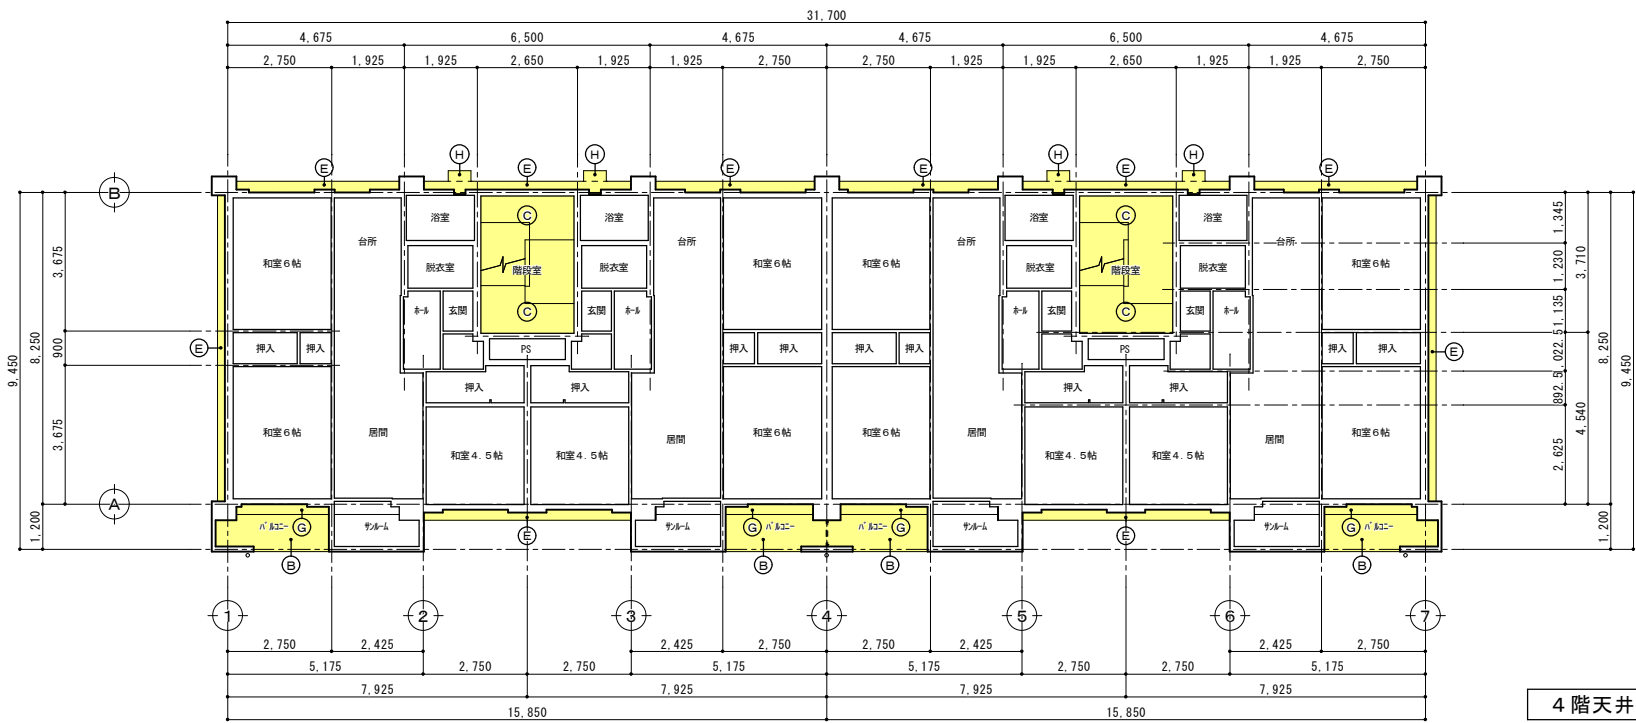 31,700
4,675 6,500 4,675 4,675 6,500 4,675
2,750 1,925 1,925 2,650 1,925 1,925 2,750 2,750 1,925 1,925 2,650 1,925 1,925 2,750
H H H H
E E E E E E
B
C C
浴室 浴室 浴室 浴室
台所 台所 台所 台所
和室6帖 脱衣室 階段室 脱衣室 和室6帖 和室6帖 脱衣室 階段室 脱衣室 和室6帖
ホール 玄関 C 玄関 ホール ホール 玄関 C 玄関 ホール
E 押入 押入 PS 押入 押入 押入 押入 PS 押入 押入 E
押入 押入 押入 押入
和室6帖 居間 居間 和室6帖 和室6帖 居間 居間 和室6帖
和室4.5帖 和室4.5帖 和室4.5帖 和室4.5帖
A
バルコニー G サンルーム サンルーム G バルコニー バルコニー G サンルーム サンルーム G バルコニー
E E
B B B B
9,450
8,250
1,200
3,675
900
3,675
1,345
1,230
1,135
1,022.5
892.5
2,625
3,710
4,540
8,250
1,200
9,450
1 2 3 4 5 6 7
2,750 2,425 2,425 2,750 2,750 2,425 2,425 2,750
5,175 2,750 2,750 5,175 5,175 2,750 2,750 5,175
7,925 7,925 7,925 7,925
15,850 15,850
4階天井